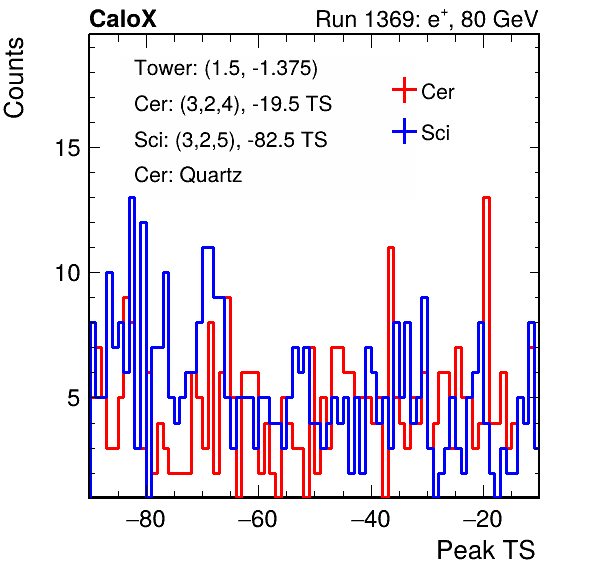 CaloX Run 1369: e⁺, 80 GeV
Counts
Tower: (1.5, -1.375)
Cer: (3,2,4), -19.5 TS
Sci: (3,2,5), -82.5 TS
Cer: Quartz
Cer
Sci
15
10
5
−80 −60 −40 −20
Peak TS